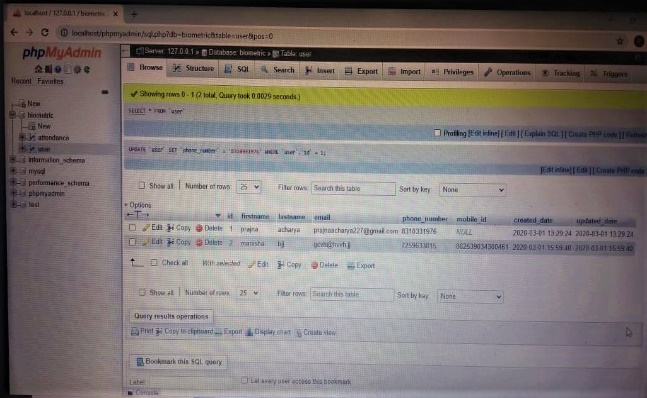 localhost / 127.0.0.1 / biometric
localhost/phpmyadmin/sql.php?db=biometric&table=user&pos=0
phpMyAdmin
Server: 127.0.0.1 » Database: biometric » Table: user
Browse Structure SQL Search Insert Export Import Privileges Operations Tracking Triggers
Recent Favorites
Showing rows 0 - 1 (2 total, Query took 0.0029 seconds.)
New
biometric
New
attendance
user
information_schema
mysql
performance_schema
phpmyadmin
test
SELECT * FROM `user`
Profiling [Edit inline] [ Edit ] [ Explain SQL ] [ Create PHP code ] [
UPDATE `user` SET `phone_number` = '8310331976' WHERE `user`.`id` = 1;
[Edit inline] [ Edit ] [ Create PHP code
Show all Number of rows: 25 Filter rows: Search this table Sort by key: None
+ Options
id firstname lastname email phone_number mobile_id created_date updated_date
Edit Copy Delete 1 prajna acharya prajnaacharya227@gmail.com 8310331976 NULL 2020-03-01 13:29:24 2020-03-01 13:29:24
Edit Copy Delete 2 manisha 2020-03-01 15:59:40 2020-03-01 15:59:40
Check all With selected: Edit Copy Delete Export
Show all Number of rows: 25 Filter rows: Search this table Sort by key: None
Query results operations
Print Copy to clipboard Export Display chart Create view
Bookmark this SQL query
Label: Let every user access this bookmark
Console